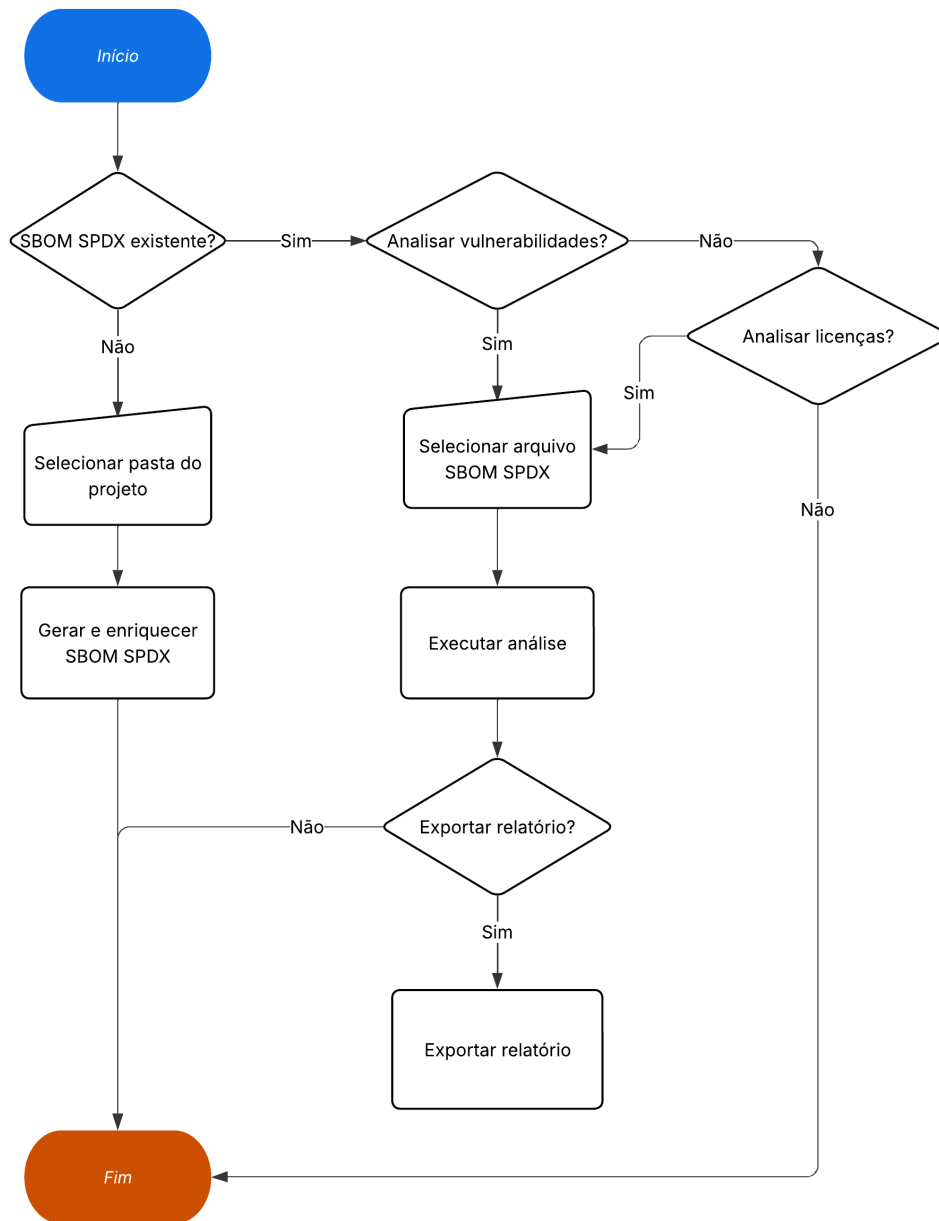 Início
SBOM SPDX existente?
Sim
Analisar vulnerabilidades?
Não
Analisar licenças?
Não
Sim
Sim
Selecionar pasta do
projeto
Selecionar arquivo
SBOM SPDX
Não
Gerar e enriquecer
SBOM SPDX
Executar análise
Exportar relatório?
Não
Sim
Exportar relatório
Fim